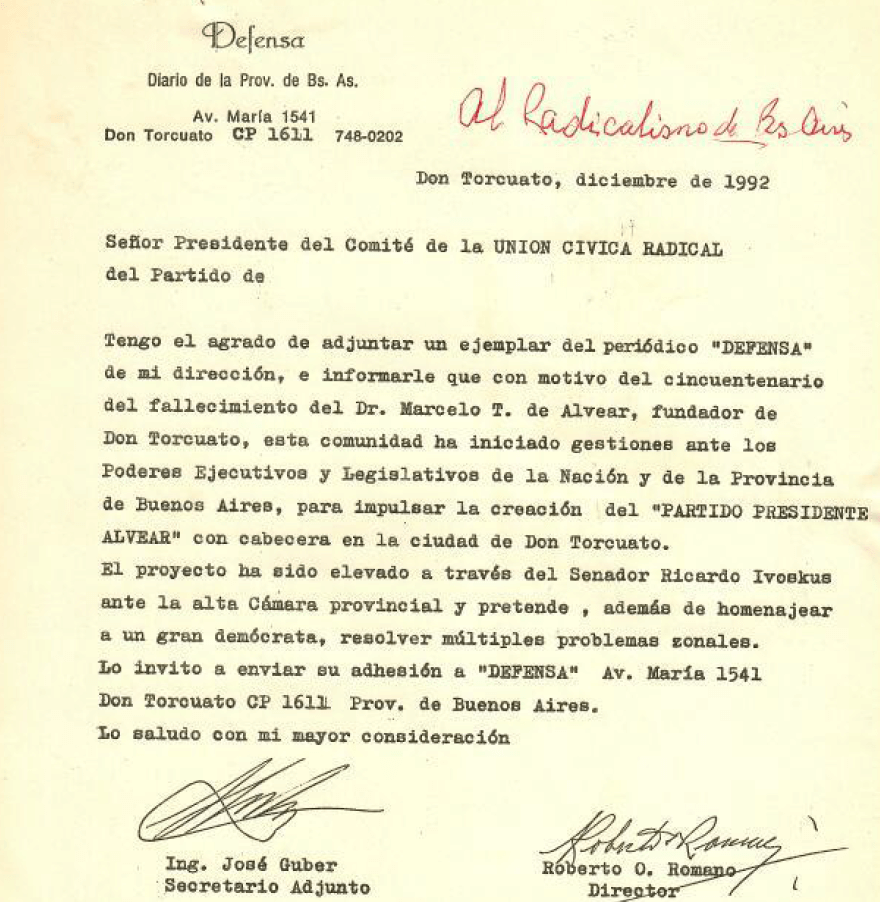 Defensa
Diario de la Prov. de Bs. As.
Av. María 1541
Don Torcuato CP 1611 748-0202
Al Radicalismo de Bs Aires
Don Torcuato, diciembre de 1992
Señor Presidente del Comité de la UNION CIVICA RADICAL
del Partido de
Tengo el agrado de adjuntar un ejemplar del periódico "DEFENSA"
de mi dirección, e informarle que con motivo del cincuentenario
del fallecimiento del Dr. Marcelo T. de Alvear, fundador de
Don Torcuato, esta comunidad ha iniciado gestiones ante los
Poderes Ejecutivos y Legislativos de la Nación y de la Provincia
de Buenos Aires, para impulsar la creación del "PARTIDO PRESIDENTE
ALVEAR" con cabecera en la ciudad de Don Torcuato.
El proyecto ha sido elevado a través del Senador Ricardo Ivoskus
ante la alta Cámara provincial y pretende , además de homenajear
a un gran demócrata, resolver múltiples problemas zonales.
Lo invito a enviar su adhesión a "DEFENSA" Av. María 1541
Don Torcuato CP 1611 Prov. de Buenos Aires.
Lo saludo con mi mayor consideración
Roberto O Romano
Ing. José Guber
Secretario Adjunto
Roberto O. Romano
Director